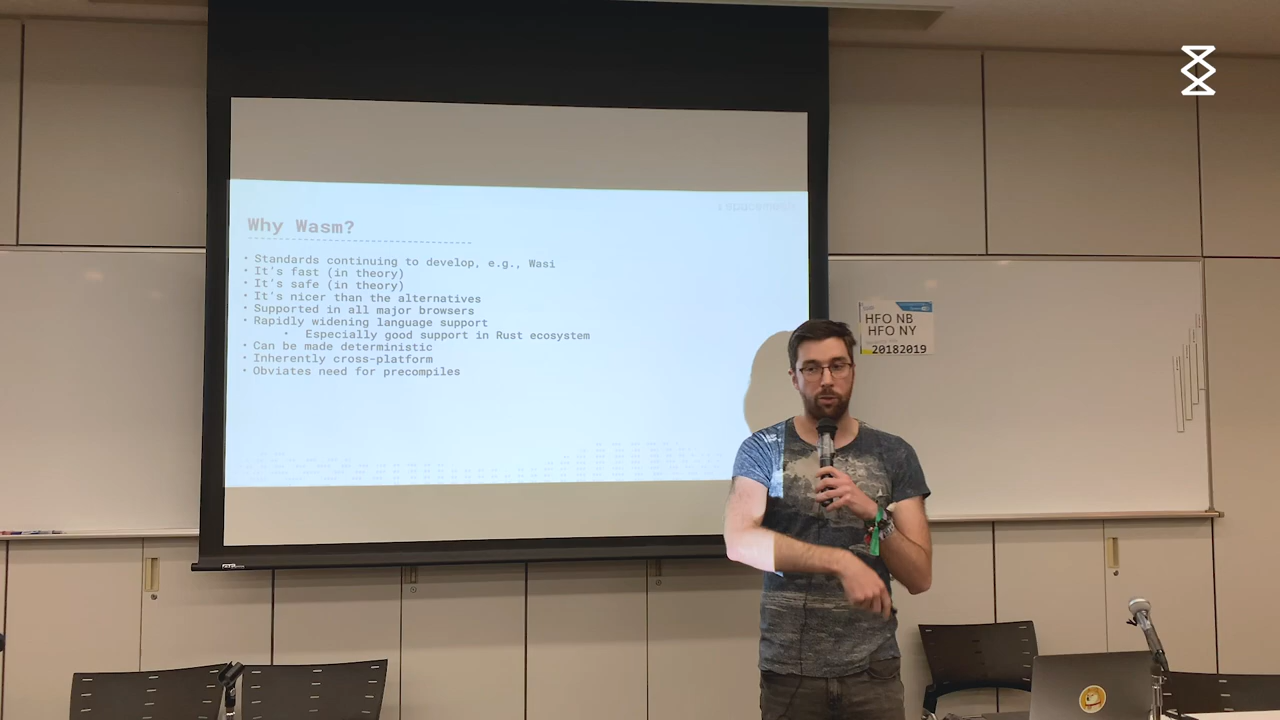 Why Wasm?
• Standards continuing to develop, e.g., Wasi
• It's fast (in theory)
• It's safe (in theory)
• It's nicer than the alternatives
• Supported in all major browsers
• Rapidly widening language support
• Especially good support in Rust ecosystem
• Can be made deterministic
• Inherently cross-platform
• Obviates need for precompiles
HFO NB
HFO NY
20182019